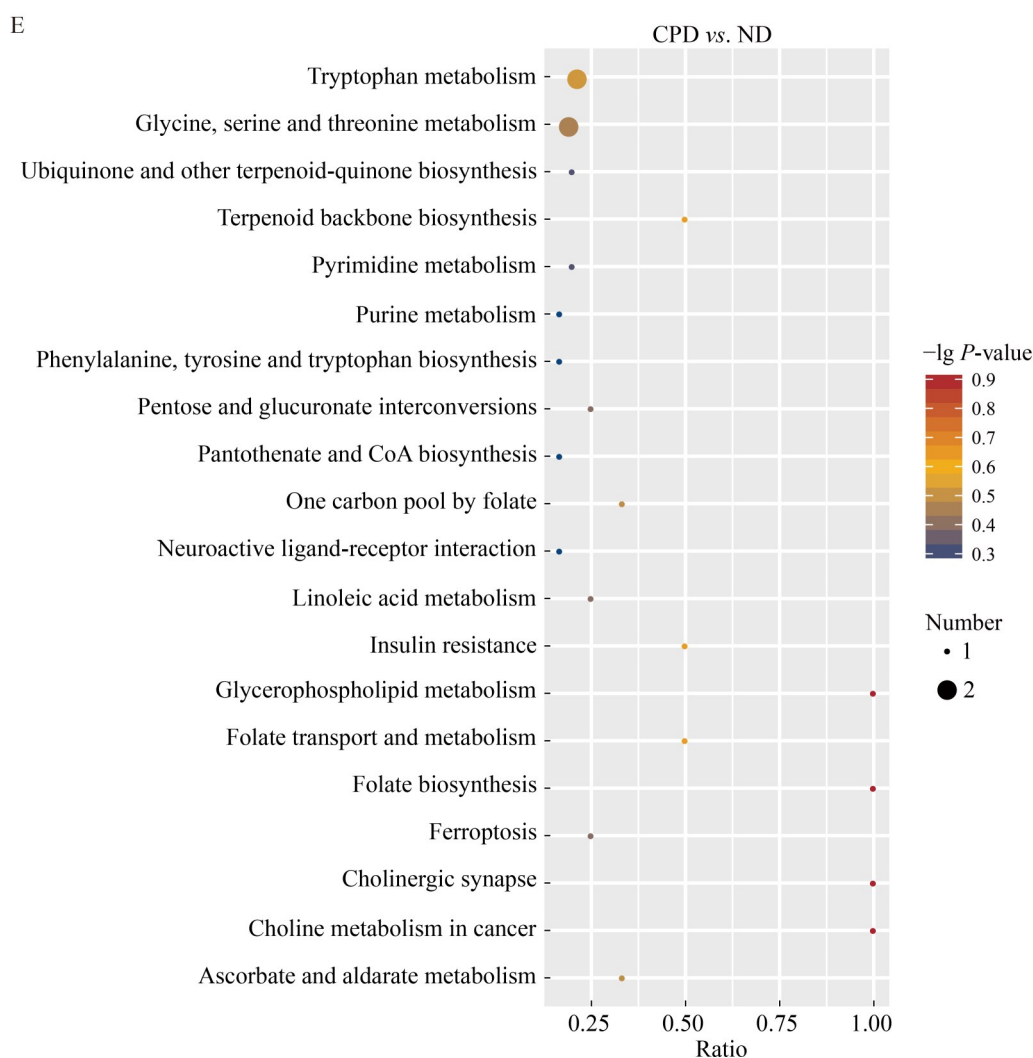 E
CPD vs. ND
Tryptophan metabolism
Glycine, serine and threonine metabolism
Ubiquinone and other terpenoid-quinone biosynthesis
Terpenoid backbone biosynthesis
Pyrimidine metabolism
Purine metabolism
Phenylalanine, tyrosine and tryptophan biosynthesis
Pentose and glucuronate interconversions
Pantothenate and CoA biosynthesis
One carbon pool by folate
Neuroactive ligand-receptor interaction
Linoleic acid metabolism
Insulin resistance
Glycerophospholipid metabolism
Folate transport and metabolism
Folate biosynthesis
Ferroptosis
Cholinergic synapse
Choline metabolism in cancer
Ascorbate and aldarate metabolism
0.25 0.50 0.75 1.00
Ratio
−lg P-value
0.9
0.8
0.7
0.6
0.5
0.4
0.3
Number
1
2